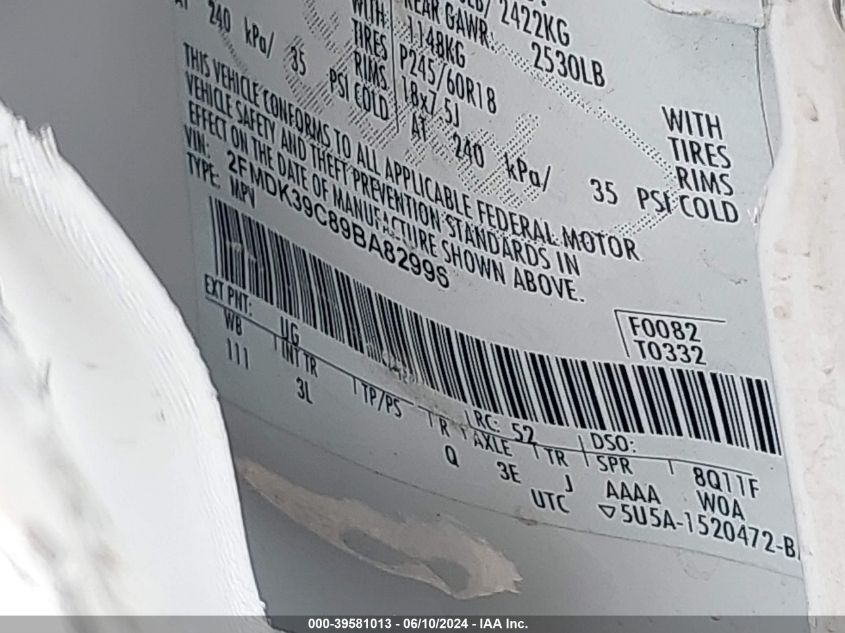 LB/ 2422KG
REAR GAWR: 2530LB
WITH 1148KG
TIRES P245/60R18 WITH
RIMS 18x7.5J TIRES
AT 240 kPa/ 35 PSI COLD AT 240 kPa/ 35 PSI COLD RIMS
THIS VEHICLE CONFORMS TO ALL APPLICABLE FEDERAL MOTOR
VEHICLE SAFETY AND THEFT PREVENTION STANDARDS IN
EFFECT ON THE DATE OF MANUFACTURE SHOWN ABOVE.
VIN: 2FMDK39C89BA82996
TYPE: MPV
F0082
T0332
EXT PNT: UG RC: 52 DSO: 8Q11F
WB INT TR TP/PS R AXLE TR SPR
111 3L Q 3E J AAAA W0A
UTC ▽5U5A-1520472-B
000-39581013 - 06/10/2024 - IAA Inc.